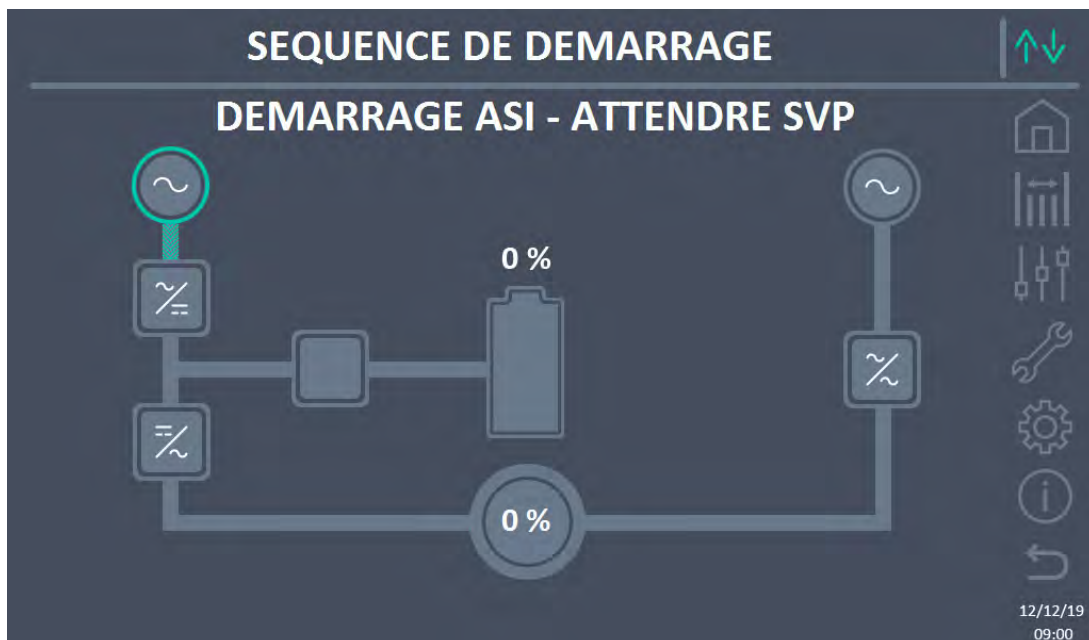 SEQUENCE DE DEMARRAGE
DEMARRAGE ASI - ATTENDRE SVP
0 %
0 %
12/12/19
09:00